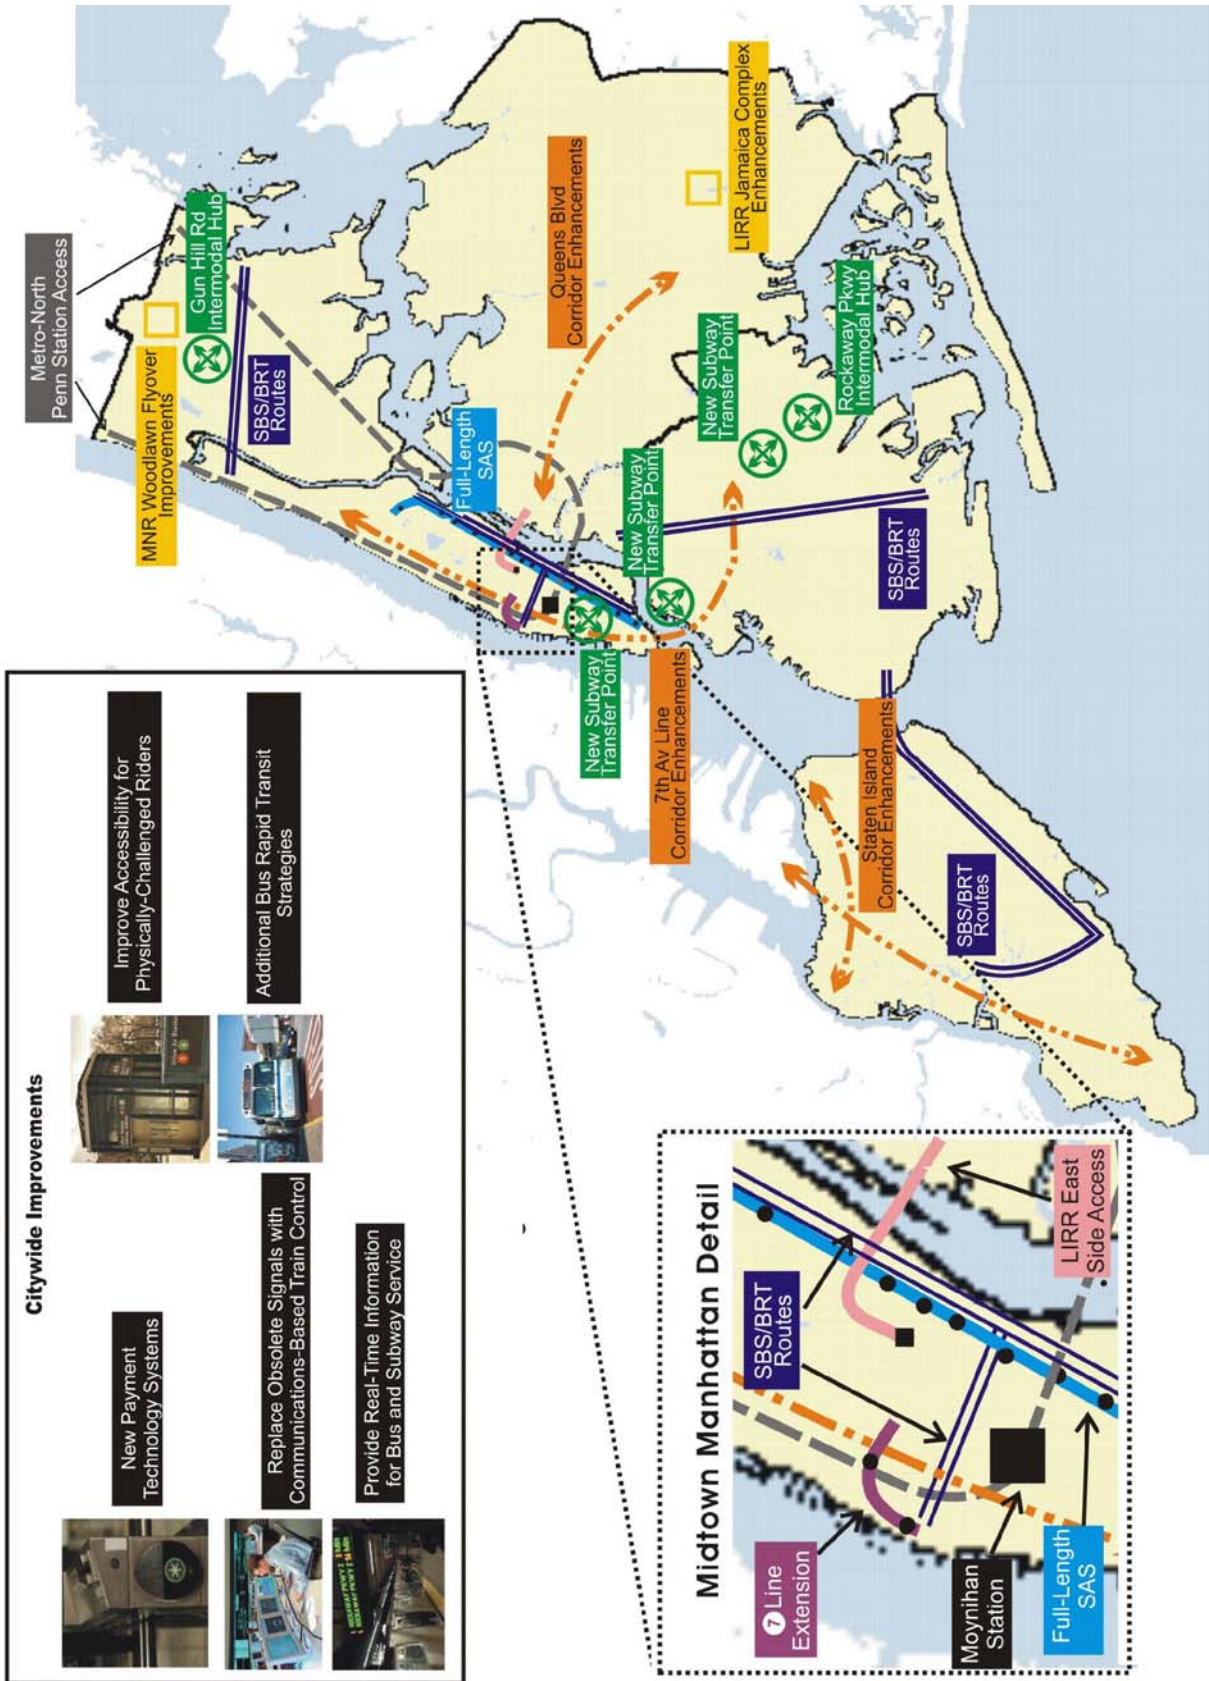 Citywide Improvements
New Payment
Technology Systems
Improve Accessibility for
Physically-Challenged Riders
Replace Obsolete Signals with
Communications-Based Train Control
Additional Bus Rapid Transit
Strategies
Provide Real-Time Information
for Bus and Subway Service
Metro-North
Penn Station Access
MNR Woodlawn Flyover
Improvements
Gun Hill Rd
Intermodal Hub
SBS/BRT
Routes
Full-Length
SAS
Queens Blvd
Corridor Enhancements
LIRR Jamaica Complex
Enhancements
New Subway
Transfer Point
7th Av Line
Corridor Enhancements
New Subway
Transfer Point
New Subway
Transfer Point
Rockaway Pkwy
Intermodal Hub
SBS/BRT
Routes
Staten Island
Corridor Enhancements
SBS/BRT
Routes
Midtown Manhattan Detail
7 Line
Extension
SBS/BRT
Routes
Moynihan
Station
Full-Length
SAS
LIRR East
Side Access